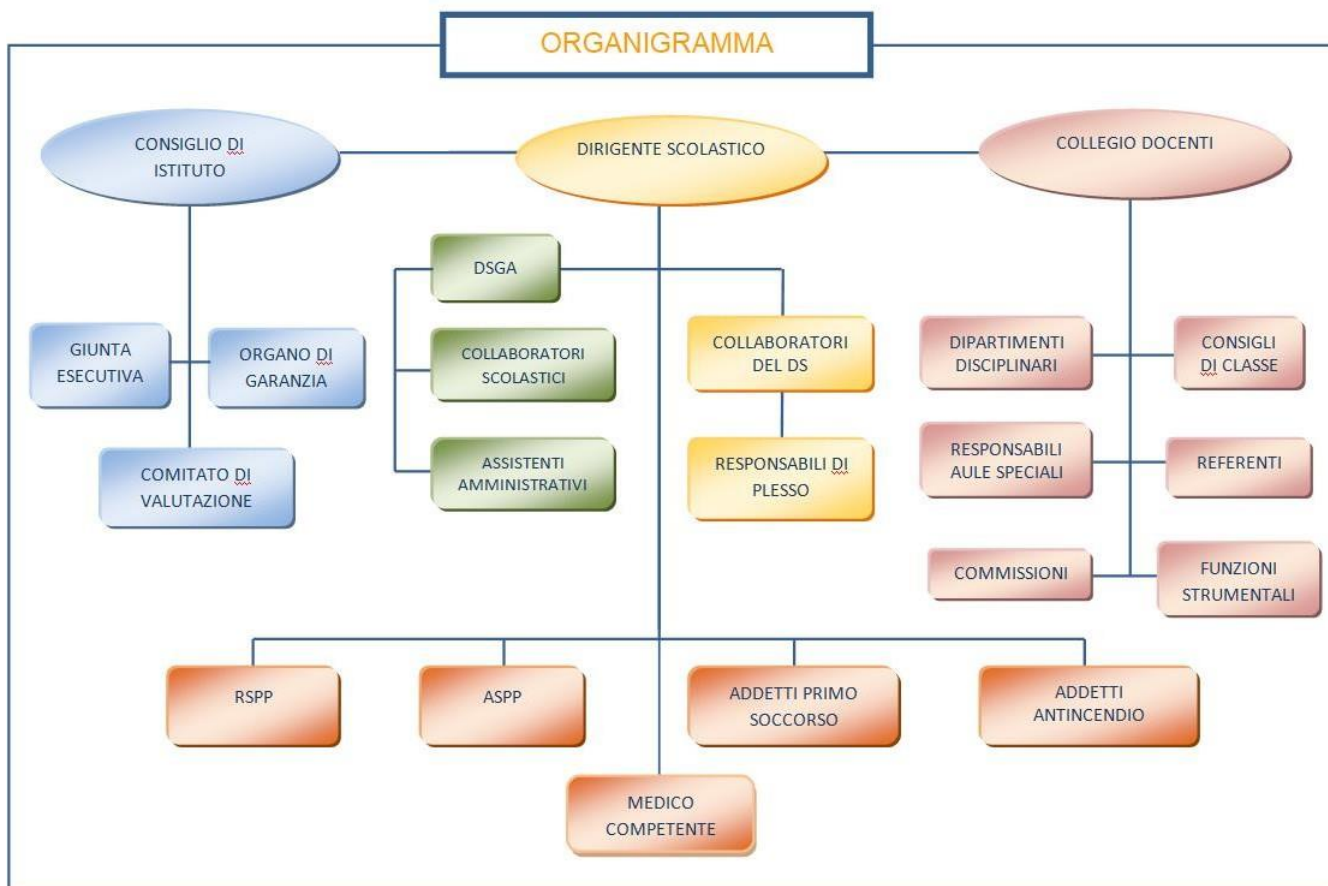 ORGANIGRAMMA
CONSIGLIO DI
ISTITUTO
DIRIGENTE SCOLASTICO
COLLEGIO DOCENTI
DSGA
GIUNTA
ESECUTIVA
ORGANO DI
GARANZIA
COLLABORATORI
SCOLASTICI
COLLABORATORI
DEL DS
DIPARTIMENTI
DISCIPLINARI
CONSIGLI
DI CLASSE
COMITATO DI
VALUTAZIONE
ASSISTENTI
AMMINISTRATIVI
RESPONSABILI DI
PLESSO
RESPONSABILI
AULE SPECIALI
REFERENTI
COMMISSIONI
FUNZIONI
STRUMENTALI
RSPP
ASPP
ADDETTI PRIMO
SOCCORSO
ADDETTI
ANTINCENDIO
MEDICO
COMPETENTE